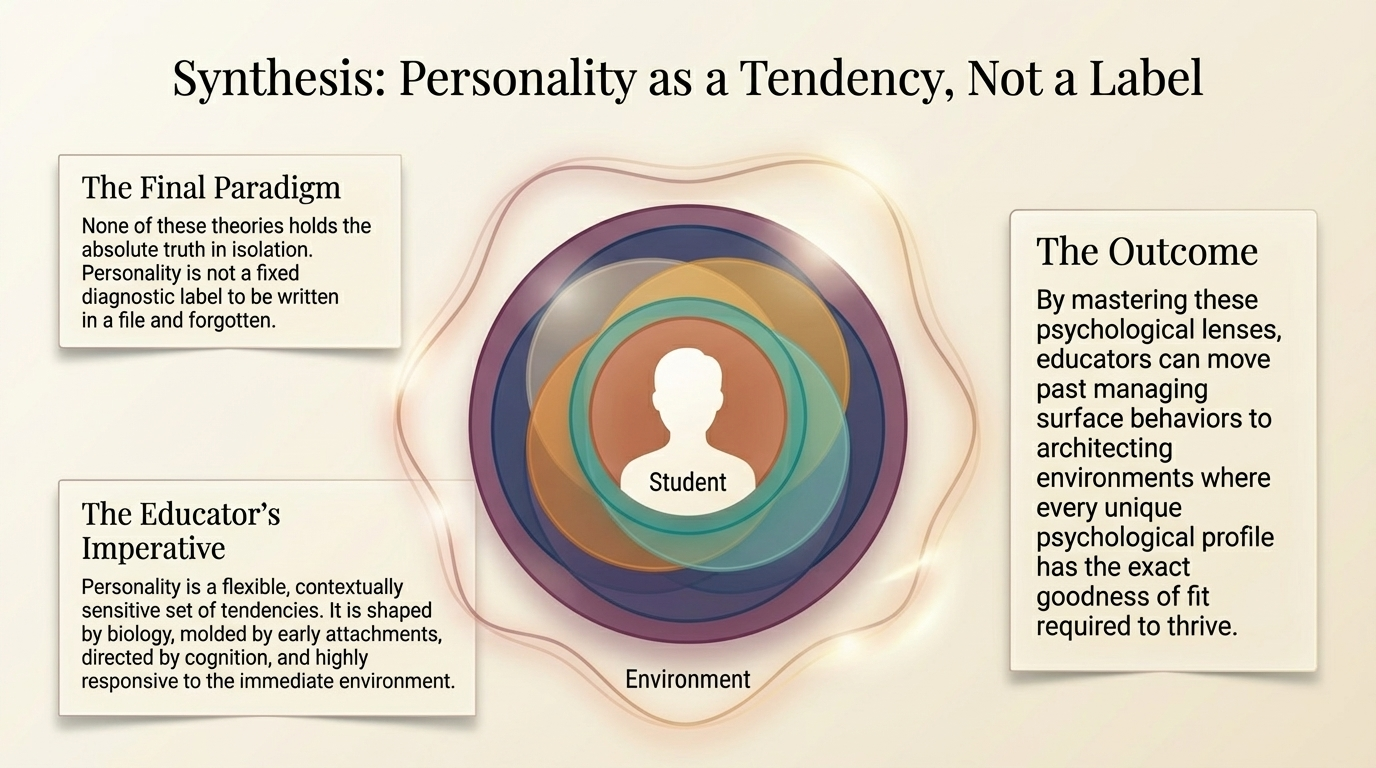 Synthesis: Personality as a Tendency, Not a Label
The Final Paradigm
None of these theories holds the
absolute truth in isolation.
Personality is not a fixed
diagnostic label to be written
in a file and forgotten.
The Educator’s
Imperative
Personality is a flexible, contextually
sensitive set of tendencies. It is shaped
by biology, molded by early attachments,
directed by cognition, and highly
responsive to the immediate environment.
Student
Environment
The Outcome
By mastering these
psychological lenses,
educators can move
past managing
surface behaviors to
architecting
environments where
every unique
psychological profile
has the exact
goodness of fit
required to thrive.